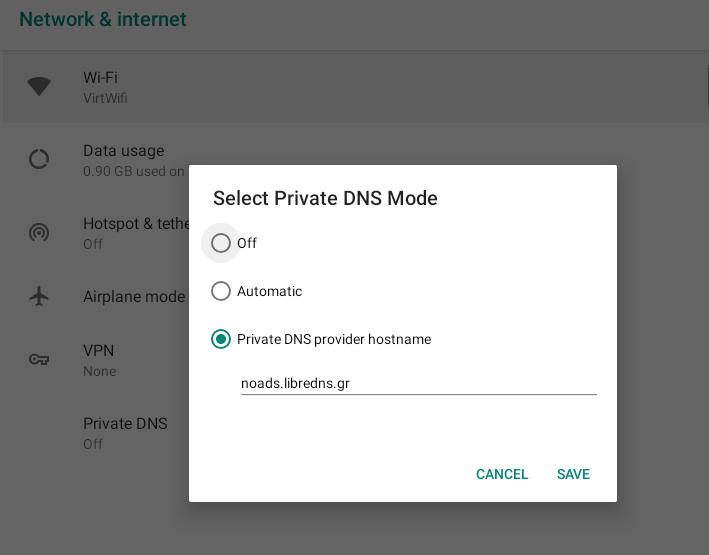 Network & internet
Wi-Fi
VirtWifi
Data usage
0.90 GB used on
Hotspot & tethe
Off
Airplane mode
VPN
None
Private DNS
Off
Select Private DNS Mode
Off
Automatic
Private DNS provider hostname
noads.libredns.gr
CANCEL SAVE